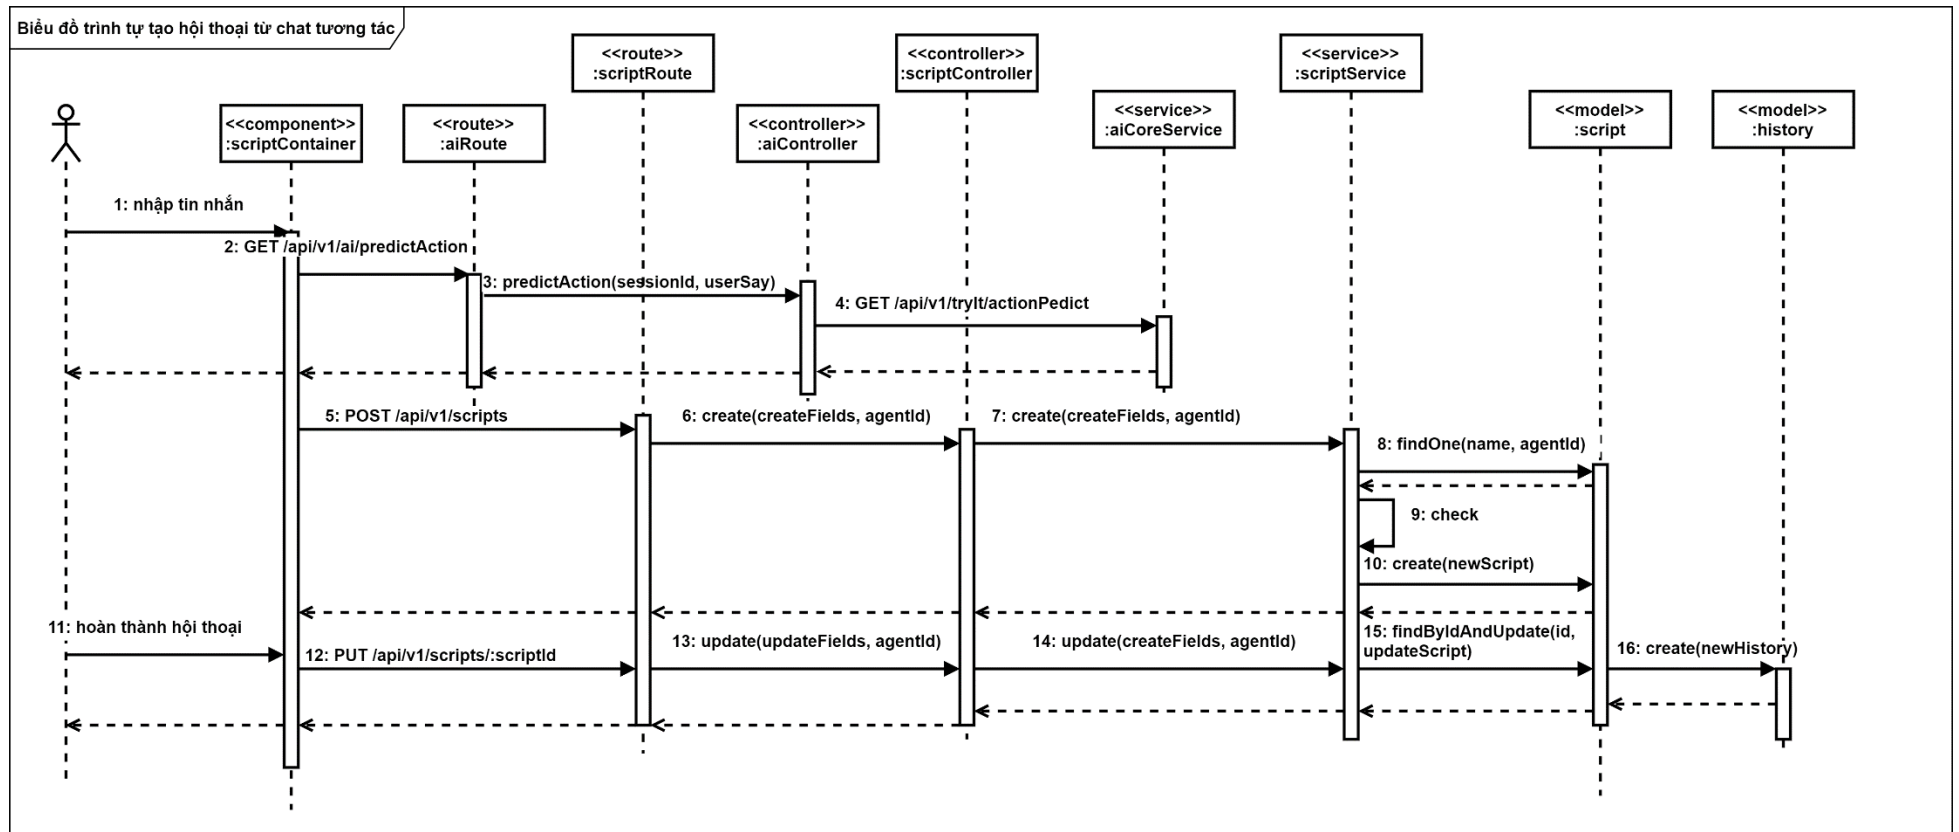 Biểu đồ trình tự tạo hội thoại từ chat tương tác
<<route>>
:scriptRoute
<<controller>>
:scriptController
<<service>>
:scriptService
<<component>>
:scriptContainer
<<route>>
:aiRoute
<<controller>>
:aiController
<<service>>
:aiCoreService
<<model>>
:script
<<model>>
:history
1: nhập tin nhắn
2: GET /api/v1/ai/predictAction
3: predictAction(sessionId, userSay)
4: GET /api/v1/tryIt/actionPedict
5: POST /api/v1/scripts
6: create(createFields, agentId)
7: create(createFields, agentId)
8: findOne(name, agentId)
9: check
10: create(newScript)
11: hoàn thành hội thoại
12: PUT /api/v1/scripts/:scriptId
13: update(updateFields, agentId)
14: update(createFields, agentId)
15: findByIdAndUpdate(id,
updateScript)
16: create(newHistory)